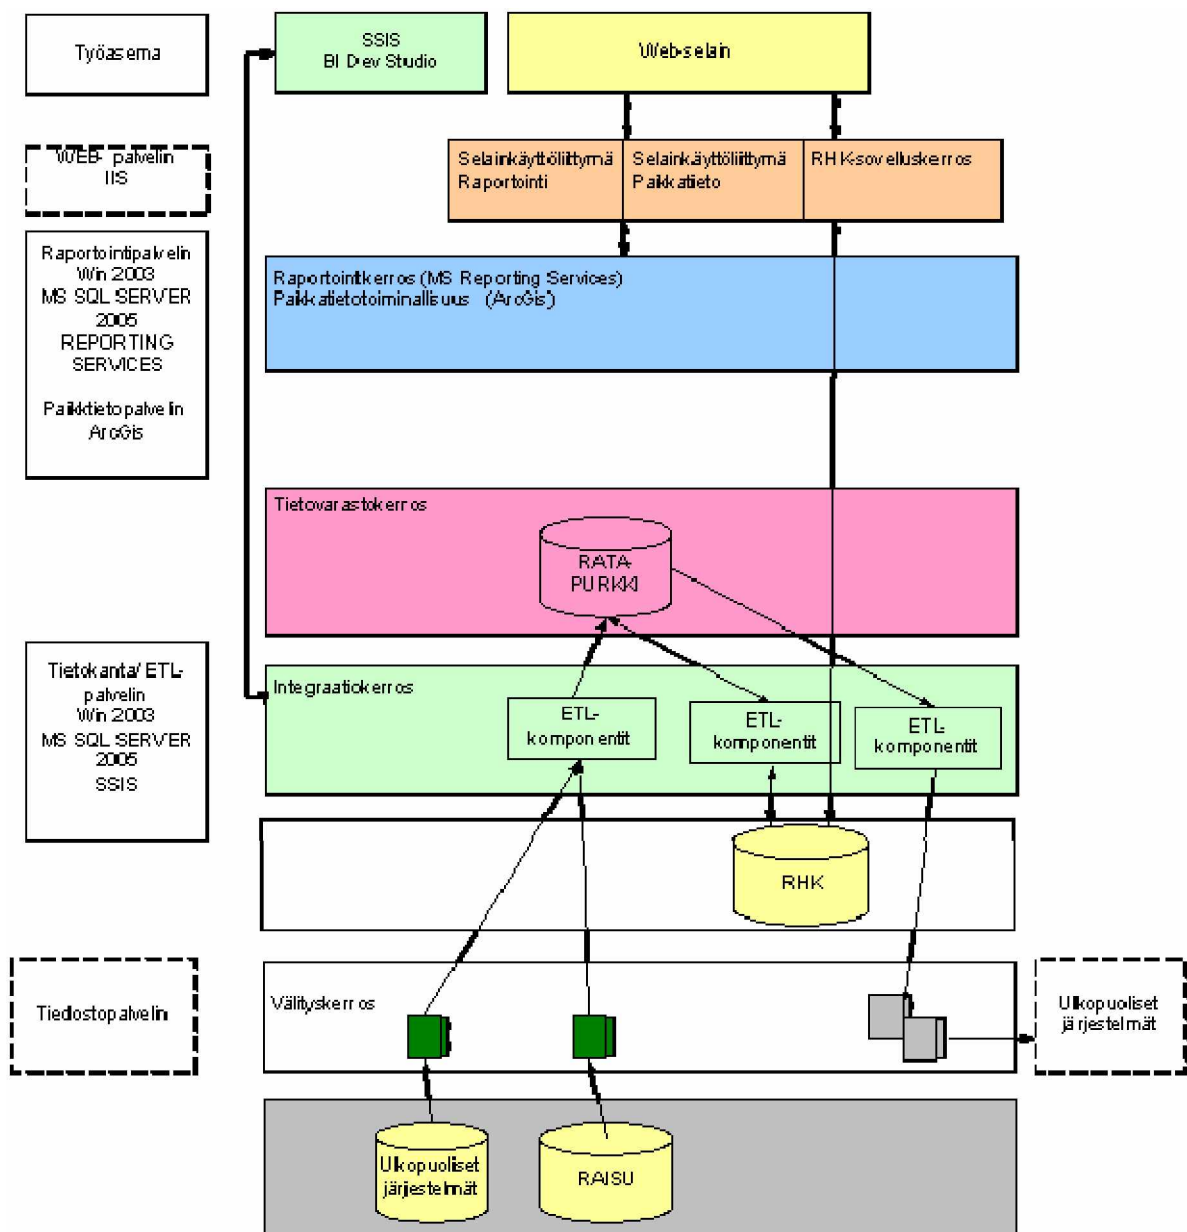 Työasema
SSIS
BI Dev Studio
Web-selain
WEB- palvelin
IIS
Selainkäyttöliittymä
Raportointi
Selainkäyttöliittymä
Paikkatieto
RHK-sovelluskerros
Raportointipalvelin
Win 2003
MS SQL SERVER
2005
REPORTING
SERVICES
Paikktietopalvelin
ArcGis
Raportointkerros (MS Reporting Services)
Paikkatietotoiminallisuus (ArcGis)
Tietovarastokerros
RATA-
PURKKI
Tietokanta/ ETL-
palvelin
Win 2003
MS SQL SERVER
2005
SSIS
Integraatiokerros
ETL-
komponentit
ETL-
komponentit
ETL-
komponentit
RHK
Tiedostopalvelin
Välityskerros
Ulkopuoliset
järjestelmät
Ulkopuoliset
järjestelmät
RAISU